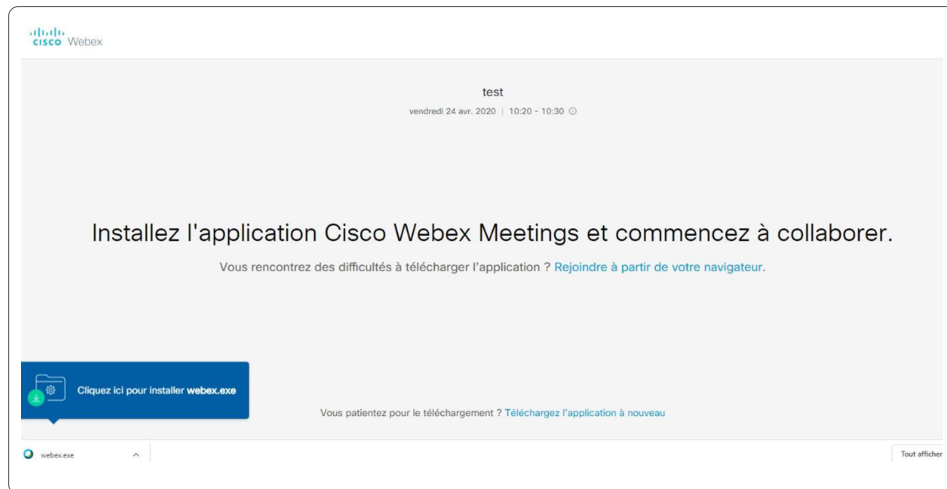 cisco Webex
test
vendredi 24 avr. 2020 | 10:20 - 10:30
Installez l'application Cisco Webex Meetings et commencez à collaborer.
Vous rencontrez des difficultés à télécharger l'application ? Rejoindre à partir de votre navigateur.
Cliquez ici pour installer webex.exe
Vous patientez pour le téléchargement ? Téléchargez l'application à nouveau
webex.exe
Tout afficher